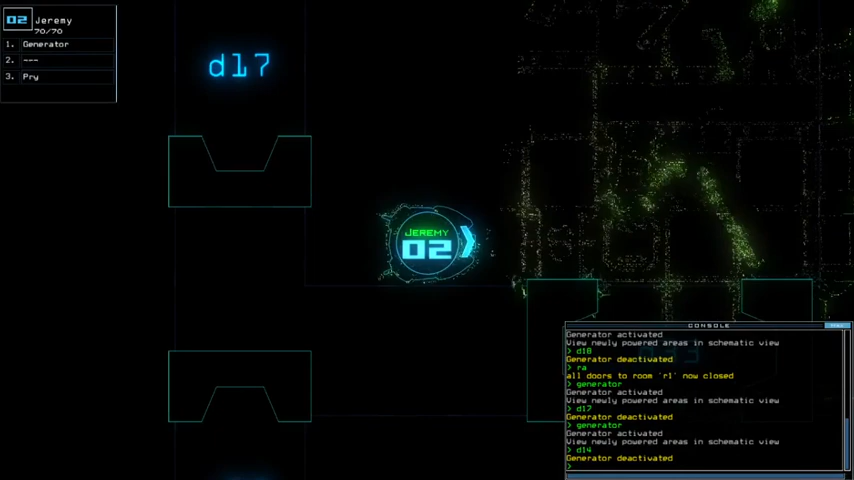 02 Jeremy
70/70
1. Generator
2. ---
3. Pry
d17
JEREMY
02
CONSOLE
Generator activated
View newly powered areas in schematic view
> d18
Generator deactivated
> ra
all doors to room 'r1' now closed
> generator
Generator activated
View newly powered areas in schematic view
> d17
Generator deactivated
> generator
Generator activated
View newly powered areas in schematic view
> d14
Generator deactivated
>